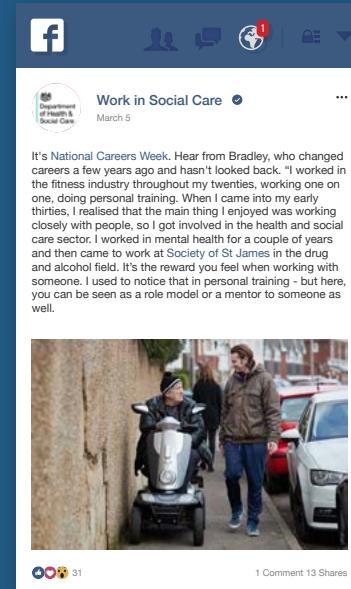 f
1
Department
of Health &
Social Care
Work in Social Care
March 5
It's National Careers Week. Hear from Bradley, who changed
careers a few years ago and hasn't looked back. “I worked in
the fitness industry throughout my twenties, working one on
one, doing personal training. When I came into my early
thirties, I realised that the main thing I enjoyed was working
closely with people, so I got involved in the health and social
care sector. I worked in mental health for a couple of years
and then came to work at Society of St James in the drug
and alcohol field. It’s the reward you feel when working with
someone. I used to notice that in personal training - but here,
you can be seen as a role model or a mentor to someone as
well.
31
1 Comment 13 Shares